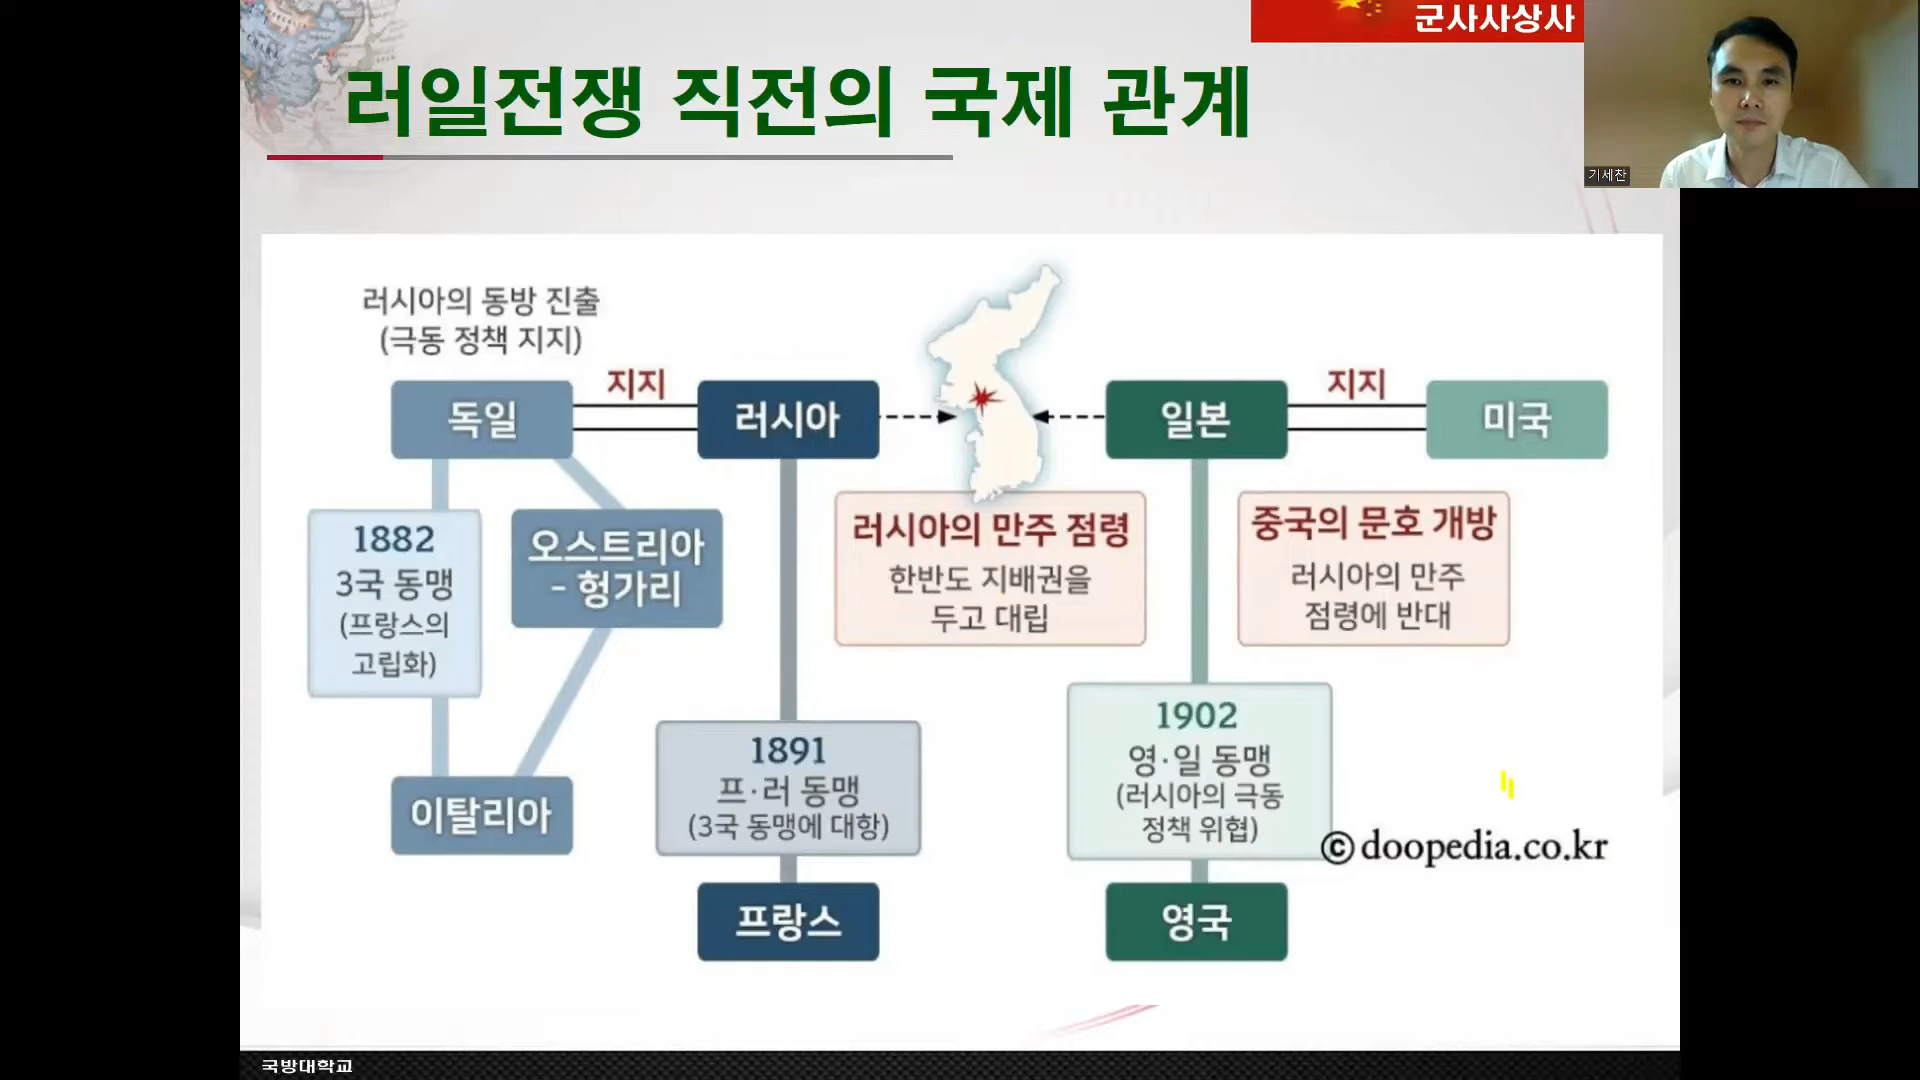 군사사상사
러일전쟁 직전의 국제 관계
기세찬
러시아의 동방 진출
(극동 정책 지지)
독일
지지
러시아
일본
지지
미국
1882
3국 동맹
(프랑스의
고립화)
오스트리아
- 헝가리
러시아의 만주 점령
한반도 지배권을
두고 대립
중국의 문호 개방
러시아의 만주
점령에 반대
이탈리아
1891
프·러 동맹
(3국 동맹에 대항)
1902
영·일 동맹
(러시아의 극동
정책 위협)
ⓒdoopedia.co.kr
프랑스
영국
국방대학교